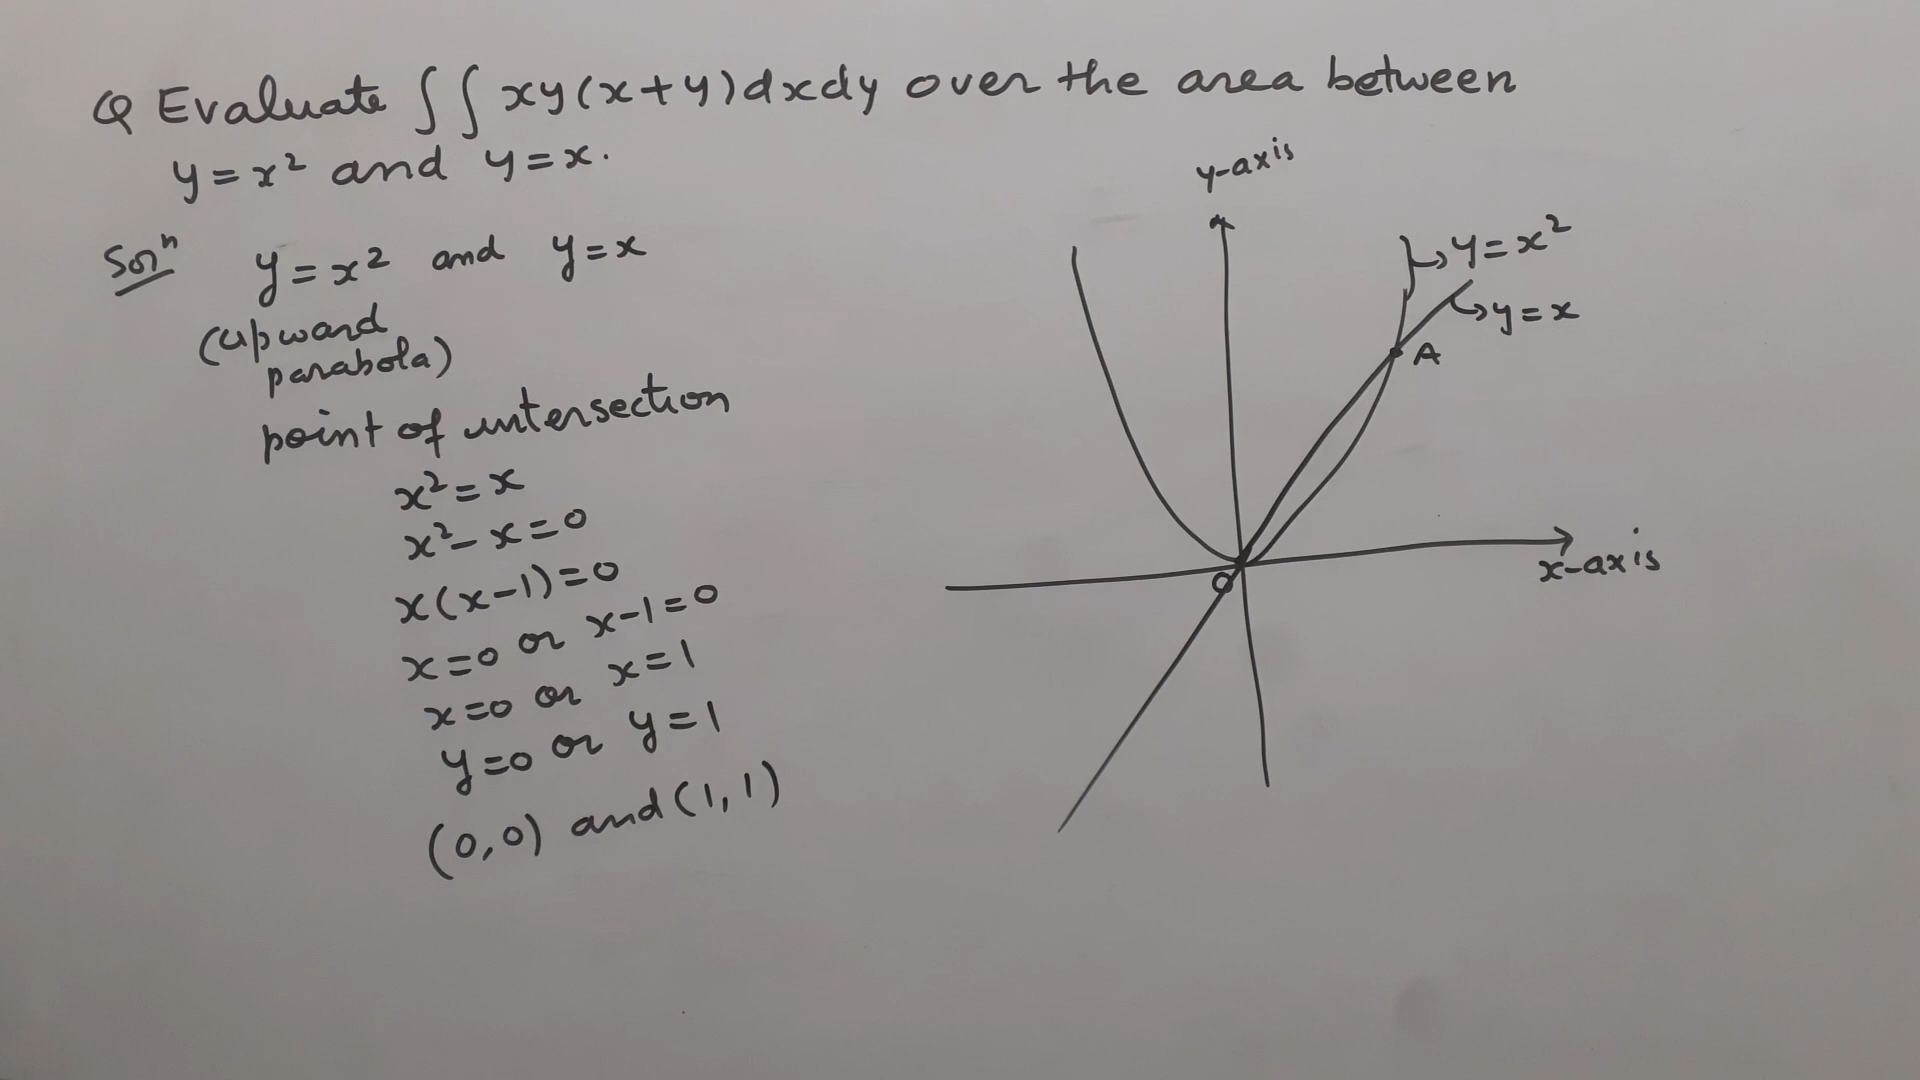 Q Evaluate ∫∫ xy(x+y)dxdy over the area between
y=x² and y=x.
Solⁿ y=x² and y=x
(upward
parabola)
point of intersection
x²=x
x²-x=0
x(x-1)=0
x=0 or x-1=0
x=0 or x=1
y=0 or y=1
(0,0) and (1,1)
y-axis
y=x²
y=x
A
O
x-axis